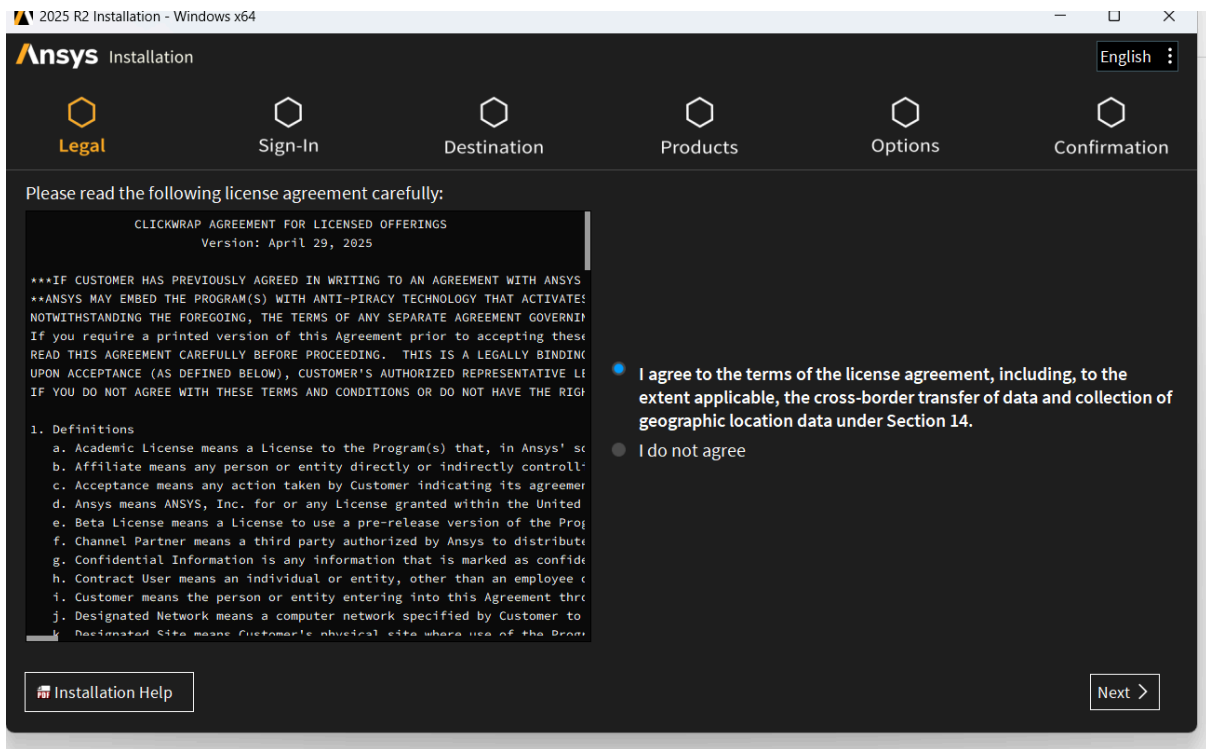 2025 R2 Installation - Windows x64
Ansys Installation
English
Legal
Sign-In
Destination
Products
Options
Confirmation
Please read the following license agreement carefully:
CLICKWRAP AGREEMENT FOR LICENSED OFFERINGS
Version: April 29, 2025
***IF CUSTOMER HAS PREVIOUSLY AGREED IN WRITING TO AN AGREEMENT WITH ANSYS
**ANSYS MAY EMBED THE PROGRAM(S) WITH ANTI-PIRACY TECHNOLOGY THAT ACTIVATES
NOTWITHSTANDING THE FOREGOING, THE TERMS OF ANY SEPARATE AGREEMENT
If you require a printed version of this Agreement prior to accepting these
READ THIS AGREEMENT CAREFULLY BEFORE PROCEEDING. THIS IS A LEGALLY
UPON ACCEPTANCE (AS DEFINED BELOW), CUSTOMER'S AUTHORIZED REPRESENTATIVE
IF YOU DO NOT AGREE WITH THESE TERMS AND CONDITIONS OR DO NOT HAVE THE
1. Definitions
a. Academic License means a License to the Program(s) that, in Ansys'
b. Affiliate means any person or entity directly or indirectly
c. Acceptance means any action taken by Customer indicating its
d. Ansys means ANSYS, Inc. for or any License granted within the United
e. Beta License means a License to use a pre-release version of the
f. Channel Partner means a third party authorized by Ansys to distribute
g. Confidential Information is any information that is marked as
h. Contract User means an individual or entity, other than an employee
i. Customer means the person or entity entering into this Agreement
j. Designated Network means a computer network specified by Customer to
k. Designated Site means Customer's physical site where use of the
I agree to the terms of the license agreement, including, to the
extent applicable, the cross-border transfer of data and collection of
geographic location data under Section 14.
I do not agree
Installation Help
Next